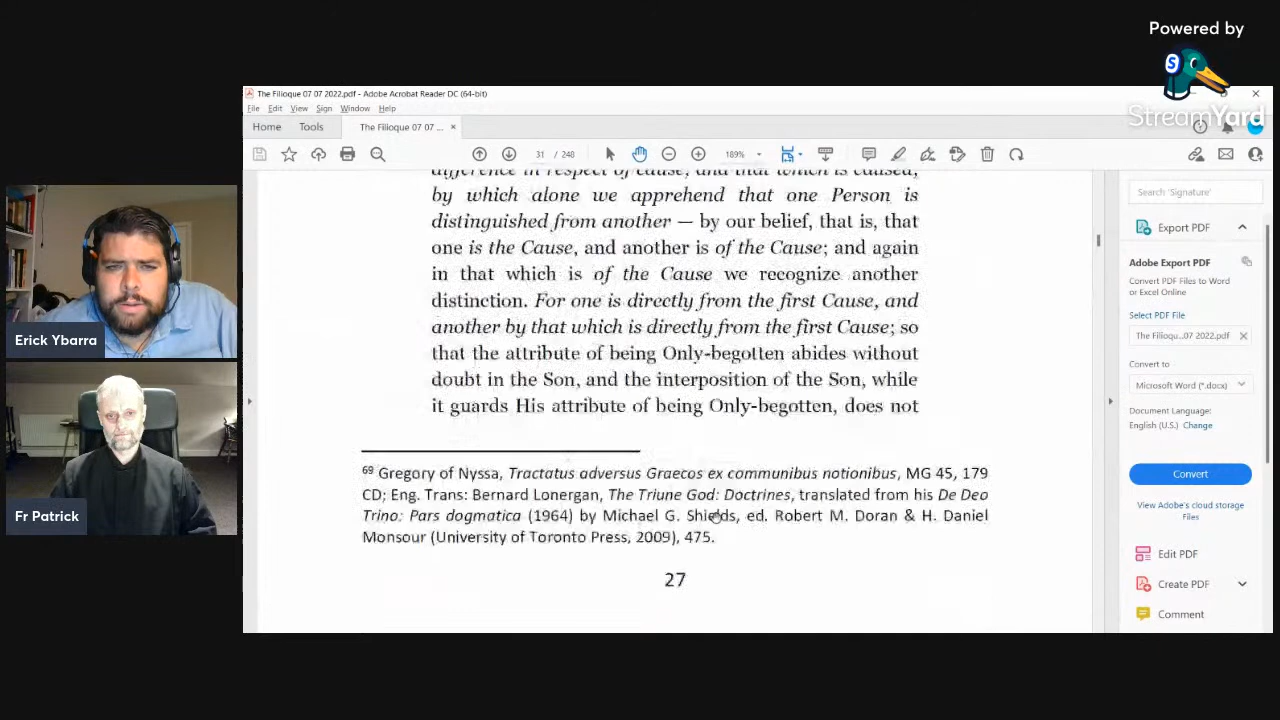 Powered by
S
StreamYard
The Filioque 07 07 2022.pdf - Adobe Acrobat Reader DC (64-bit)
File Edit View Sign Window Help
Home Tools The Filioque 07 07 ... ×
31 / 248 189%
difference in respect of cause, and that which is caused,
by which alone we apprehend that one Person is
distinguished from another — by our belief, that is, that
one is the Cause, and another is of the Cause; and again
in that which is of the Cause we recognize another
distinction. For one is directly from the first Cause, and
another by that which is directly from the first Cause; so
that the attribute of being Only-begotten abides without
doubt in the Son, and the interposition of the Son, while
it guards His attribute of being Only-begotten, does not
69 Gregory of Nyssa, Tractatus adversus Graecos ex communibus notionibus, MG 45, 179
CD; Eng. Trans: Bernard Lonergan, The Triune God: Doctrines, translated from his De Deo
Trino: Pars dogmatica (1964) by Michael G. Shields, ed. Robert M. Doran & H. Daniel
Monsour (University of Toronto Press, 2009), 475.
27
Search 'Signature'
Export PDF
Adobe Export PDF
Convert PDF Files to Word
or Excel Online
Select PDF File
The Filioqu...07 2022.pdf ×
Convert to
Microsoft Word (*.docx)
Document Language:
English (U.S.) Change
Convert
View Adobe's cloud storage
Files
Edit PDF
Create PDF
Comment
Erick Ybarra
Fr Patrick